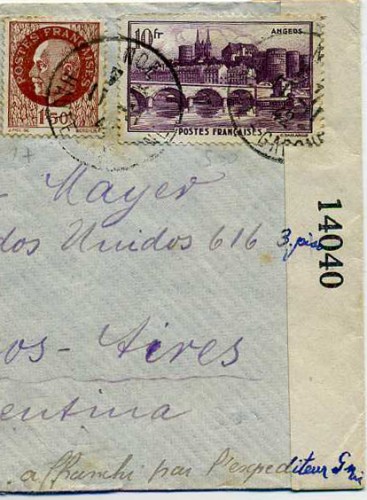 POSTES FRANÇAISES
1F50
10fr
ANGERS
POSTES FRANÇAISES
Mayer
dos Unidos 616 3. piso
os-Aires
entina
affranchi par l'expediteur
14040